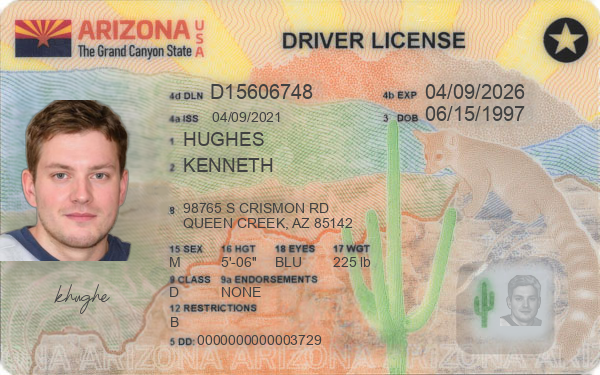 ARIZONA USA
The Grand Canyon State
DRIVER LICENSE
4d DLN D15606748 4b EXP 04/09/2026
4a ISS 04/09/2021 3 DOB 06/15/1997
1 HUGHES
2 KENNETH
8 98765 S CRISMON RD
QUEEN CREEK, AZ 85142
15 SEX 16 HGT 18 EYES 17 WGT
M 5'-06" BLU 225 lb
9 CLASS 9a ENDORSEMENTS
D NONE
12 RESTRICTIONS
B
khughe
5 DD: 0000000000003729
ARIZONA ARIZONA ARIZONA ARIZONA